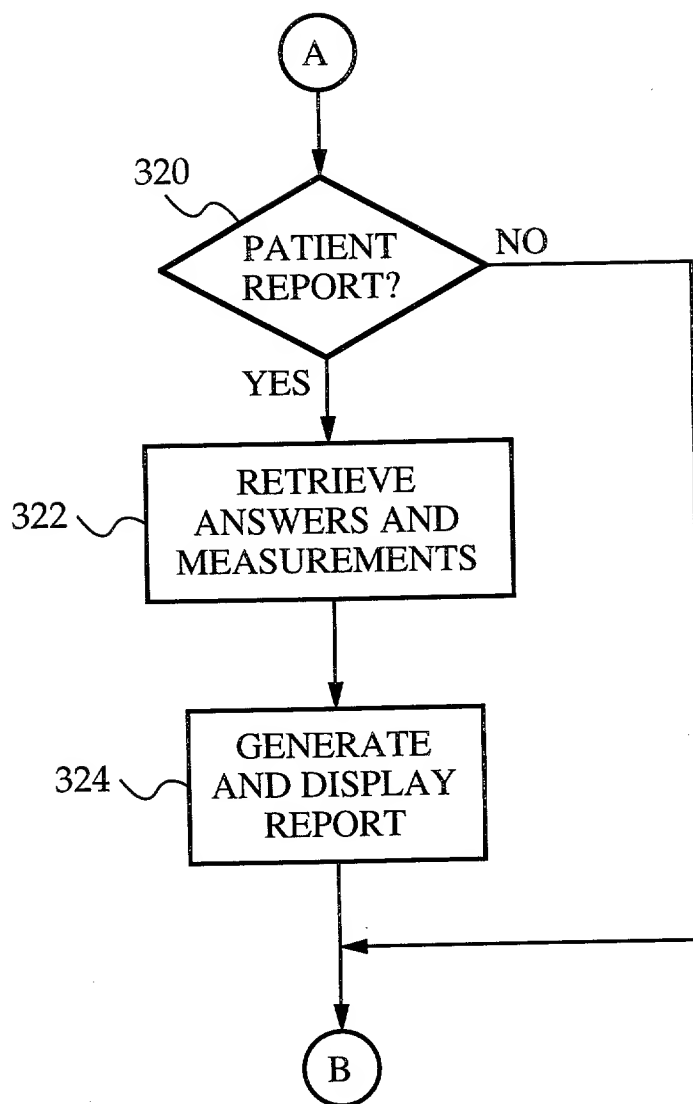 A
320
PATIENT
REPORT?
NO
YES
322
RETRIEVE
ANSWERS AND
MEASUREMENTS
324
GENERATE
AND DISPLAY
REPORT
B